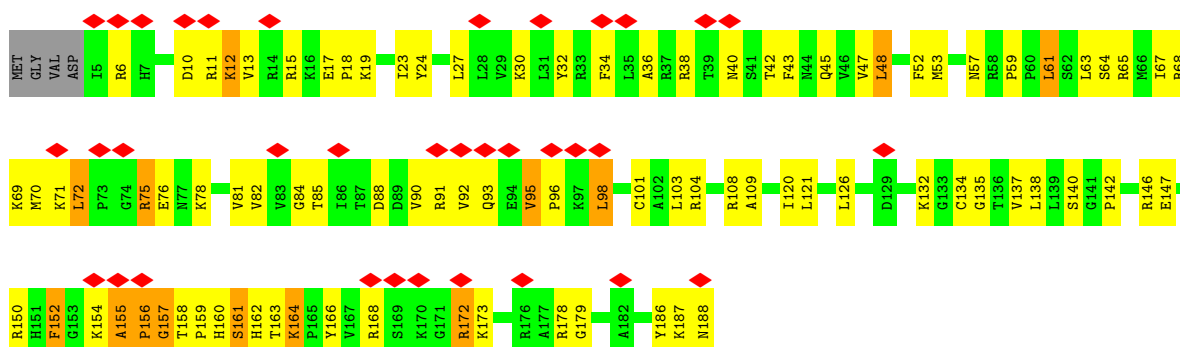 MET GLY VAL ASP I5 R6 H7 D10 R11 K12 V13 R14 R15 K16 E17 P18 K19 I23 Y24 L27 L28 V29 K30 L31 Y32 R33 F34 L35 A36 R37 R38 T39 N40 S41 T42 F43 N44 Q45 V46 V47 L48 F52 M53 N57 R58 P59 P60 L61 S62 L63 S64 R65 M66 I67 R68
K69 M70 K71 L72 P73 G74 R75 E76 N77 K78 V81 V82 V83 G84 T85 I86 T87 D88 D89 V90 R91 V92 Q93 E94 V95 P96 K97 L98 C101 A102 L103 R104 R108 A109 I120 L121 L126 D129 K132 G133 C134 G135 T136 V137 L138 L139 S140 G141 P142 R146 E147
R150 H151 F152 G153 K154 A155 P156 G157 T158 P159 H160 S161 H162 T163 K164 P165 Y166 V167 R168 S169 K170 G171 R172 K173 R176 A177 R178 G179 A182 Y186 K187 N188